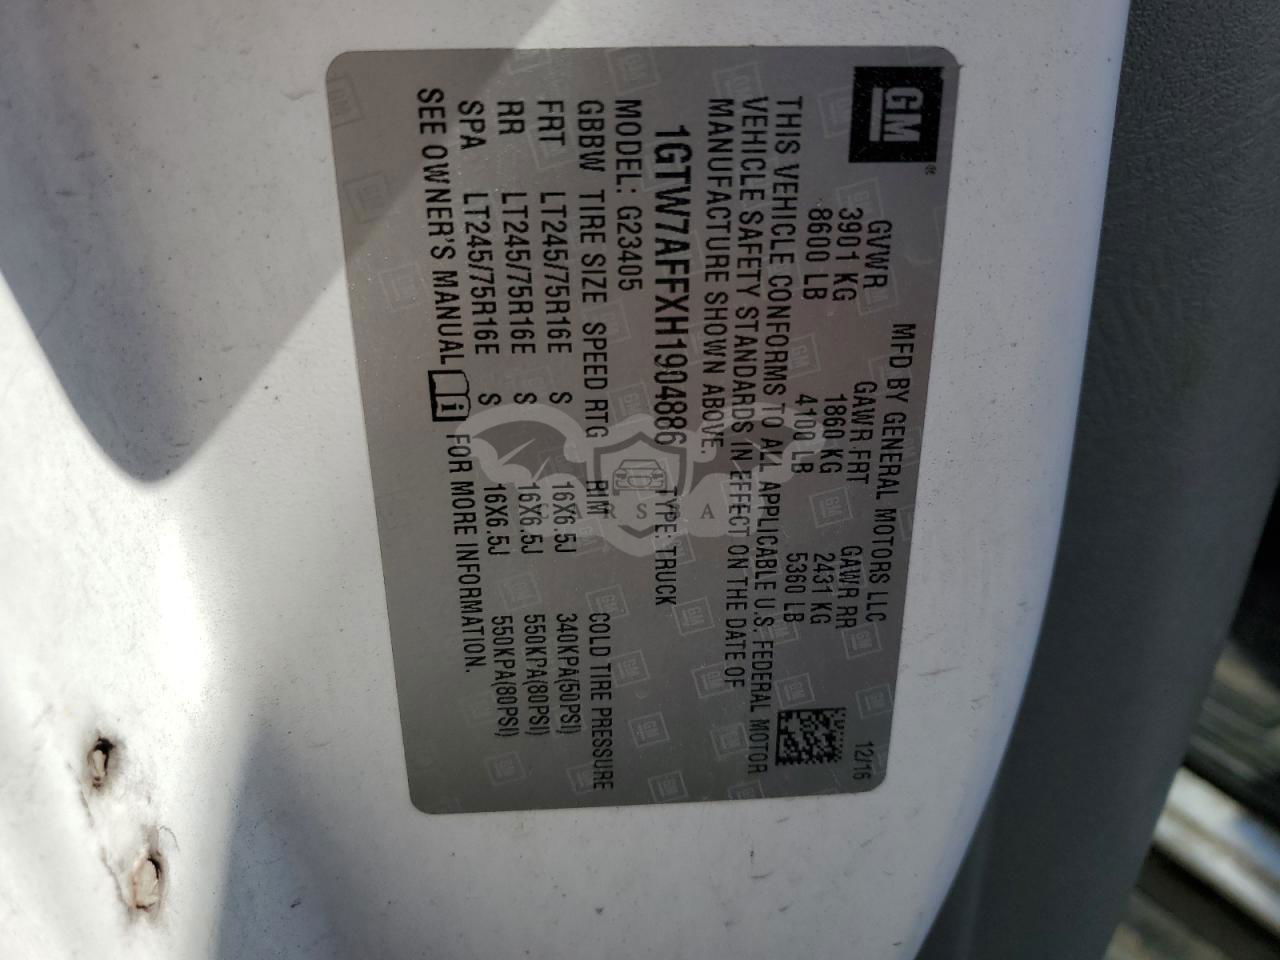 GM
MFD BY GENERAL MOTORS LLC 12/16
GVWR GAWR FRT GAWR RR
3901 KG 1860 KG 2431 KG
8600 LB 4100 LB 5360 LB
THIS VEHICLE CONFORMS TO ALL APPLICABLE U.S. FEDERAL MOTOR
VEHICLE SAFETY STANDARDS IN EFFECT ON THE DATE OF
MANUFACTURE SHOWN ABOVE.
1GTW7AFFXH1904886 TYPE: TRUCK
MODEL: G23405
GBBW TIRE SIZE SPEED RTG RIM COLD TIRE PRESSURE
FRT LT245/75R16E S 16X6.5J 340KPA(50PSI)
RR LT245/75R16E S 16X6.5J 550KPA(80PSI)
SPA LT245/75R16E S 16X6.5J 550KPA(80PSI)
SEE OWNER'S MANUAL FOR MORE INFORMATION.